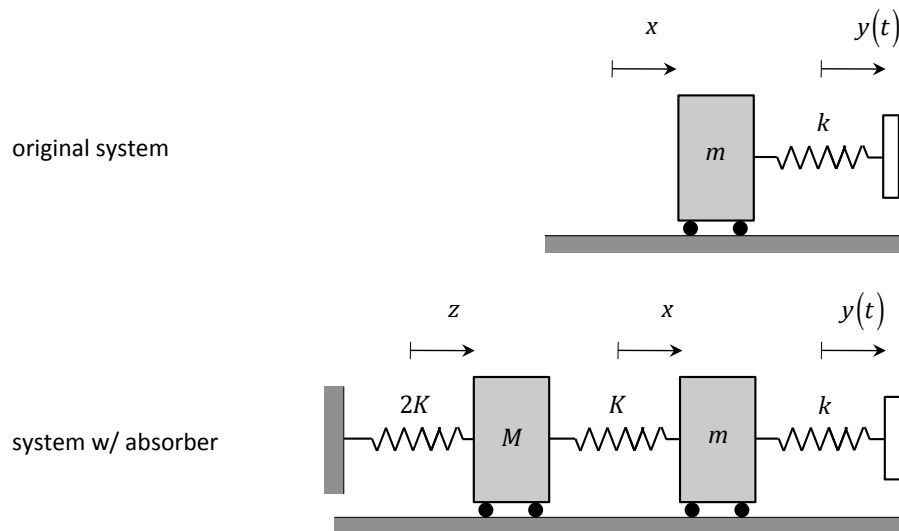 x y(t)
original system
m k
z x y(t)
2K K k
system w/ absorber
M m